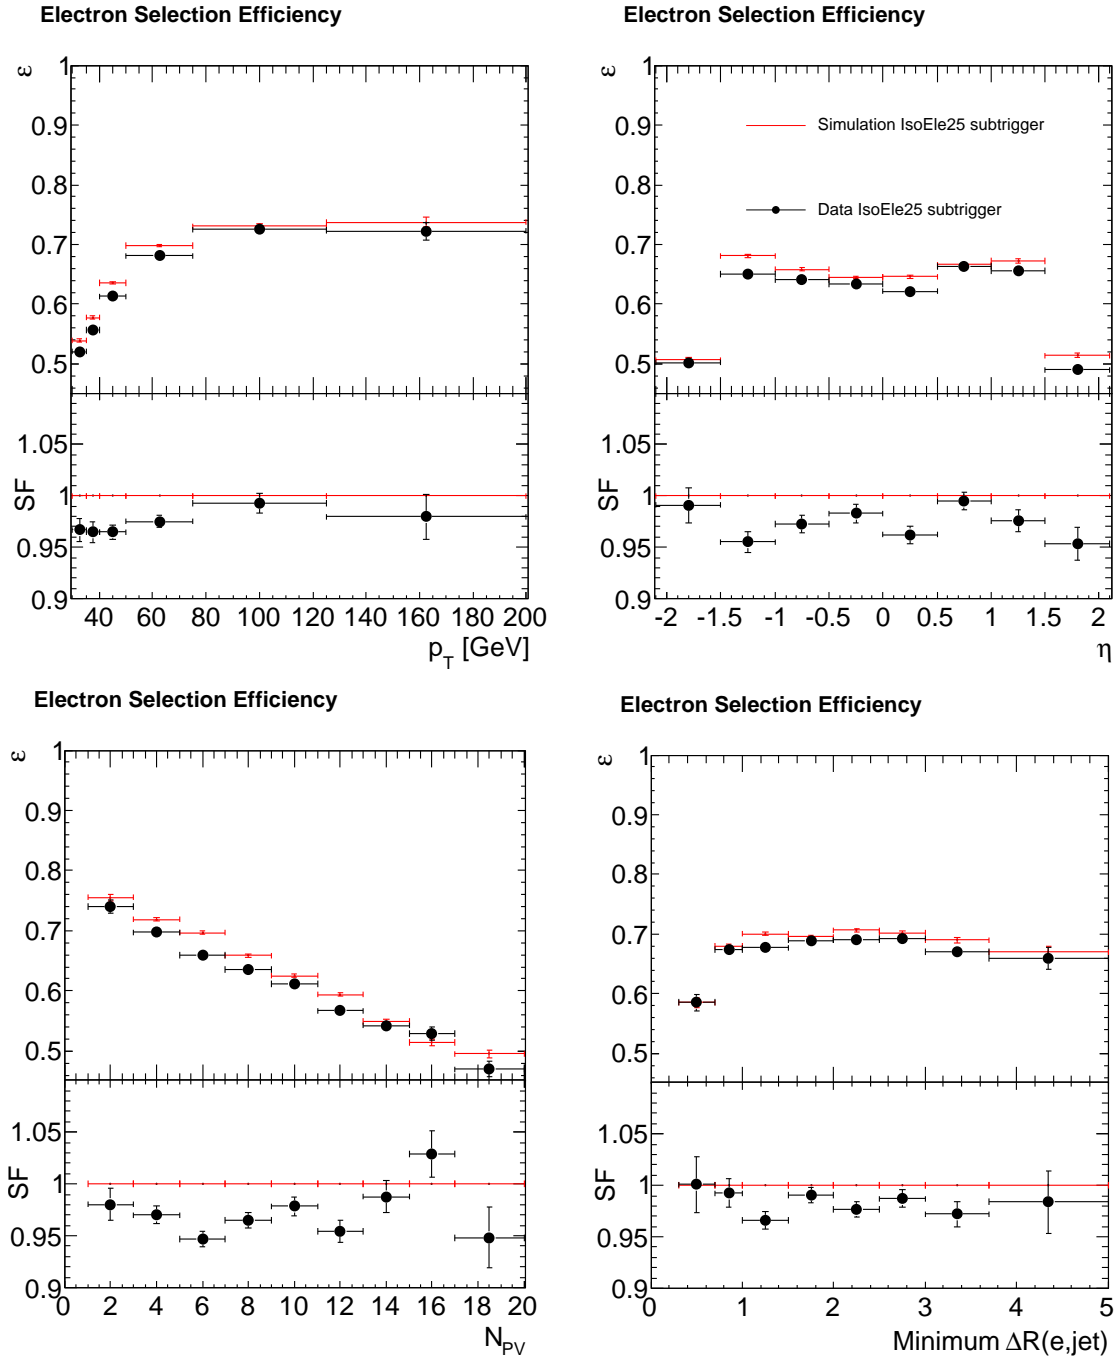 Electron Selection Efficiency
ε
1
0.9
0.8
0.7
0.6
0.5
SF
1.05
1
0.95
0.9
40 60 80 100 120 140 160 180 200
p_T [GeV]
Electron Selection Efficiency
ε
1
0.9
0.8
0.7
0.6
0.5
Simulation IsoEle25 subtrigger
Data IsoEle25 subtrigger
SF
1.05
1
0.95
0.9
-2 -1.5 -1 -0.5 0 0.5 1 1.5 2
η
Electron Selection Efficiency
ε
1
0.9
0.8
0.7
0.6
0.5
SF
1.05
1
0.95
0.9
0 2 4 6 8 10 12 14 16 18 20
N_PV
Electron Selection Efficiency
ε
1
0.9
0.8
0.7
0.6
0.5
SF
1.05
1
0.95
0.9
0 1 2 3 4 5
Minimum ΔR(e,jet)